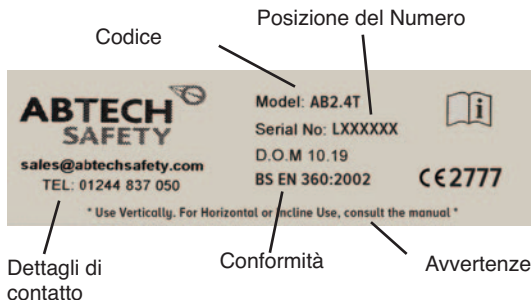 Posizione del Numero
Codice
ABTECH
SAFETY
sales@abtechsafety.com
TEL: 01244 837 050
Model: AB2.4T
Serial No: LXXXXXX
D.O.M 10.19
BS EN 360:2002
i
CE2777
* Use Vertically. For Horizontal or Incline Use, consult the manual *
Dettagli di
contatto
Conformità
Avvertenze